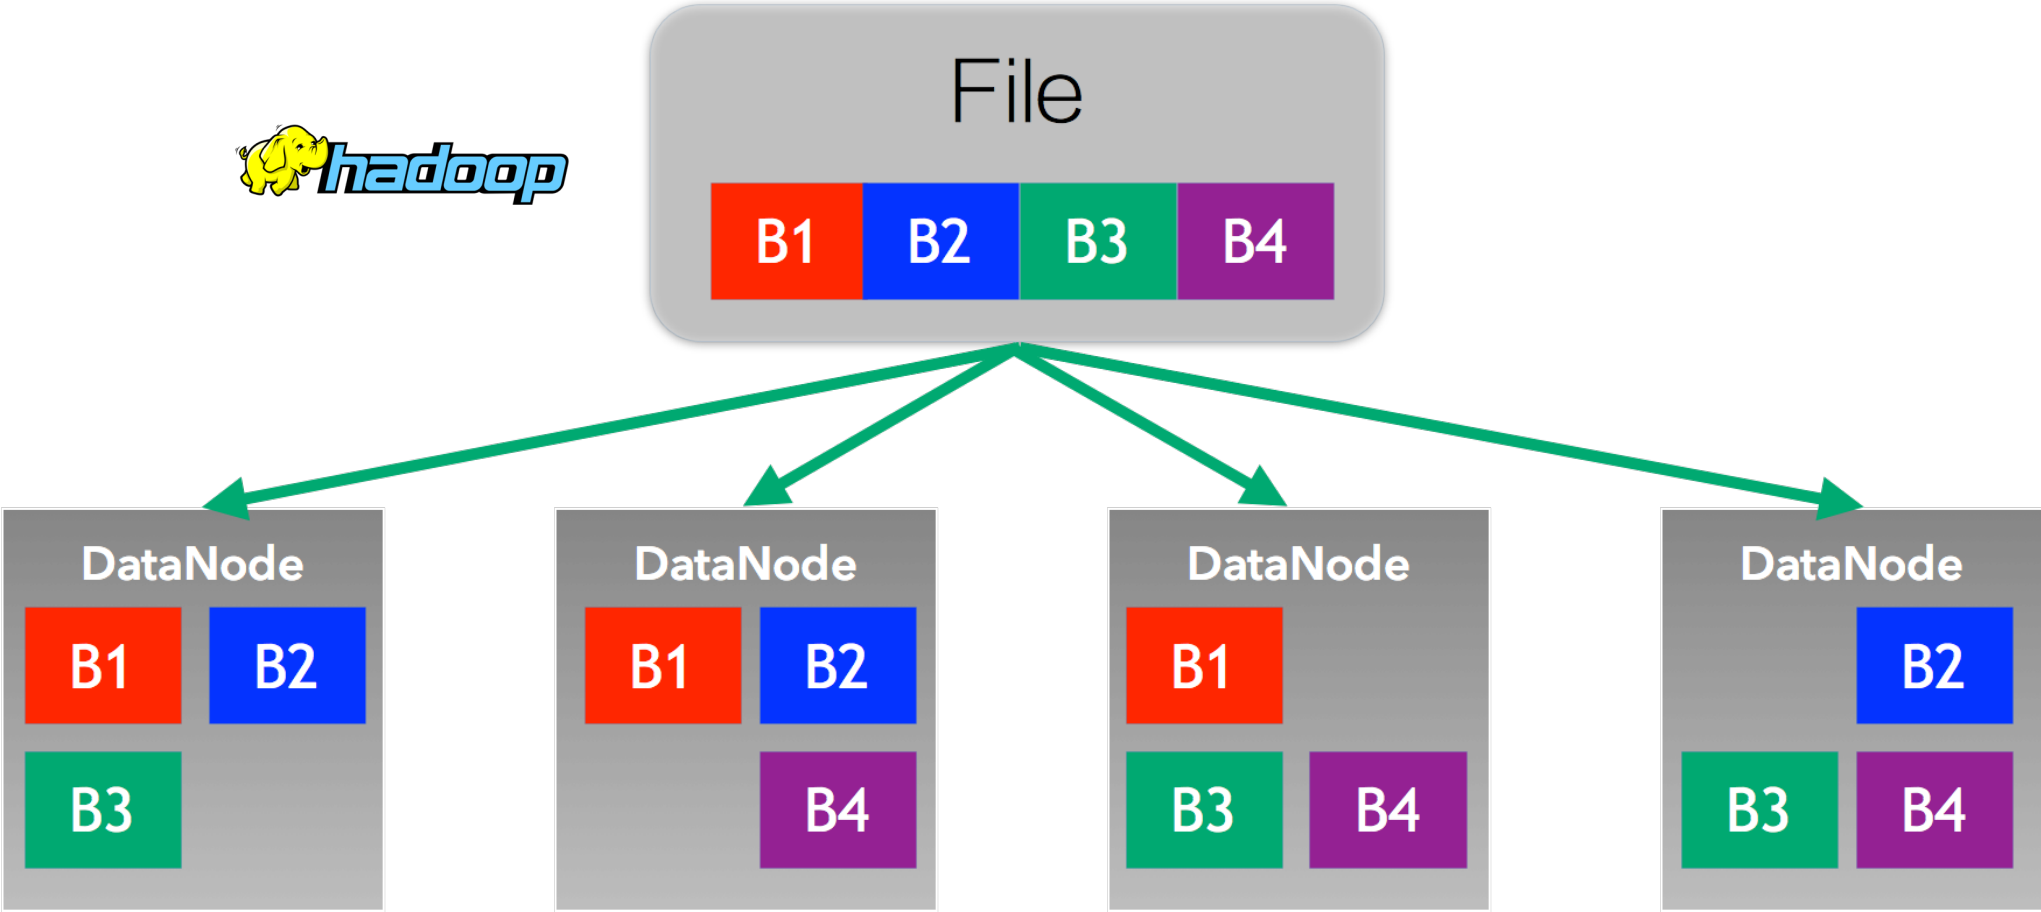 File
hadoop
B1 B2 B3 B4
DataNode
B1 B2
B3
DataNode
B1 B2
B4
DataNode
B1
B3 B4
DataNode
B2
B3 B4